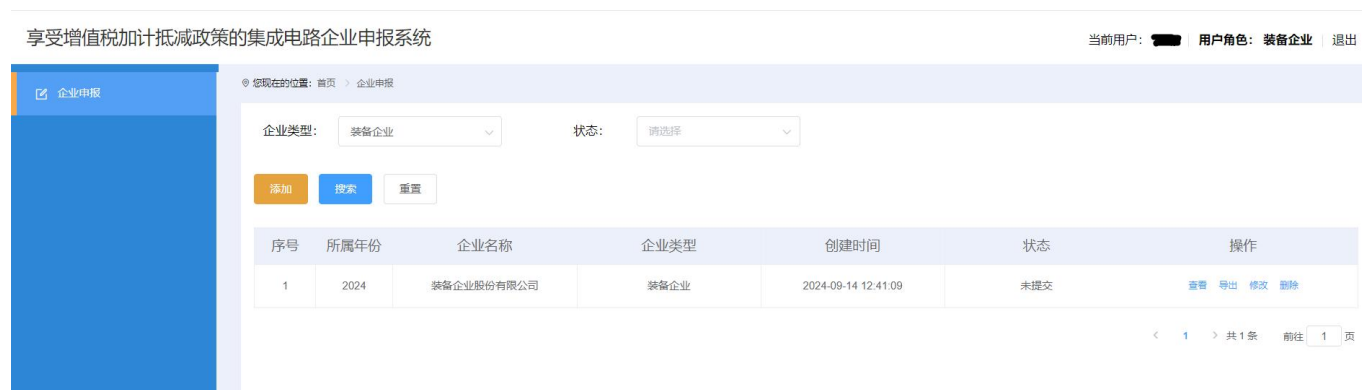 享受增值税加计抵减政策的集成电路企业申报系统
当前用户： 用户角色：装备企业 退出
企业申报
您现在的位置：首页 > 企业申报
企业类型： 装备企业 状态： 请选择
添加 搜索 重置
序号 所属年份 企业名称 企业类型 创建时间 状态 操作
1 2024 装备企业股份有限公司 装备企业 2024-09-14 12:41:09 未提交 查看 导出 修改 删除
< 1 > 共 1 条 前往 1 页